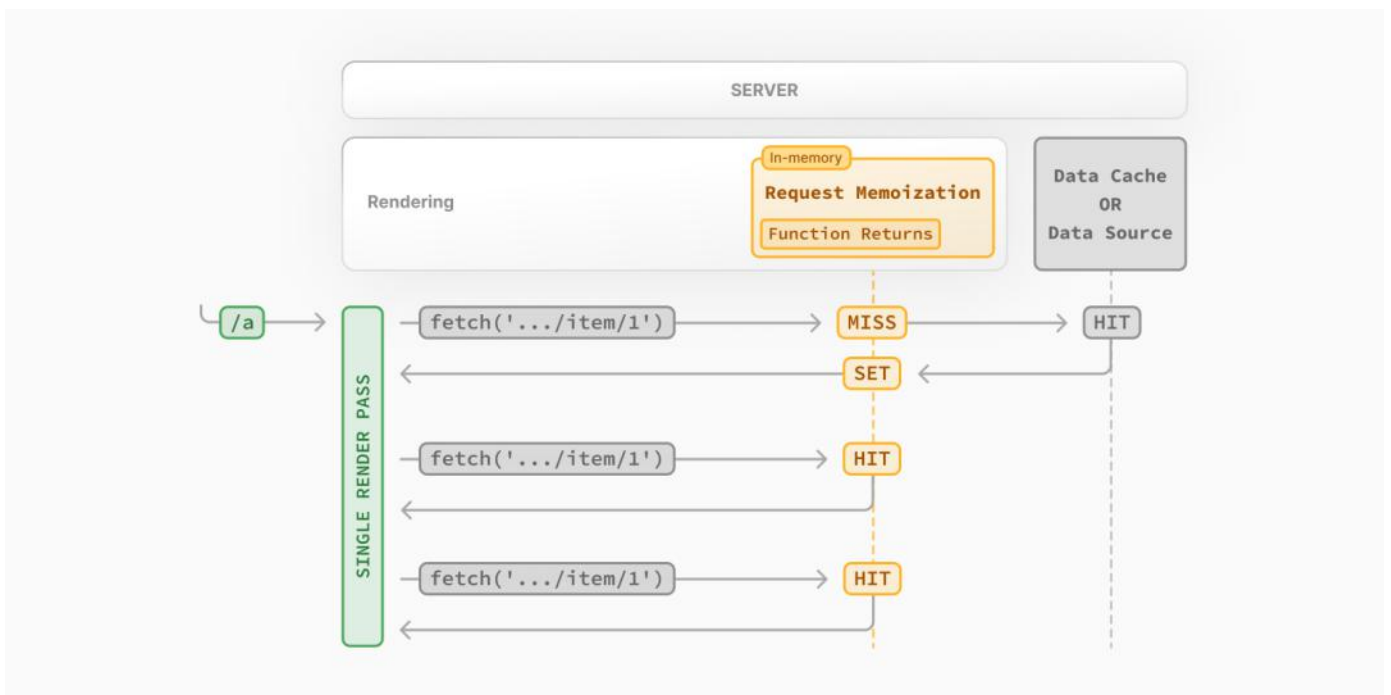 SERVER
Rendering
In-memory
Request Memoization
Function Returns
Data Cache
OR
Data Source
/a
SINGLE RENDER PASS
fetch('.../item/1')
MISS
HIT
SET
fetch('.../item/1')
HIT
fetch('.../item/1')
HIT